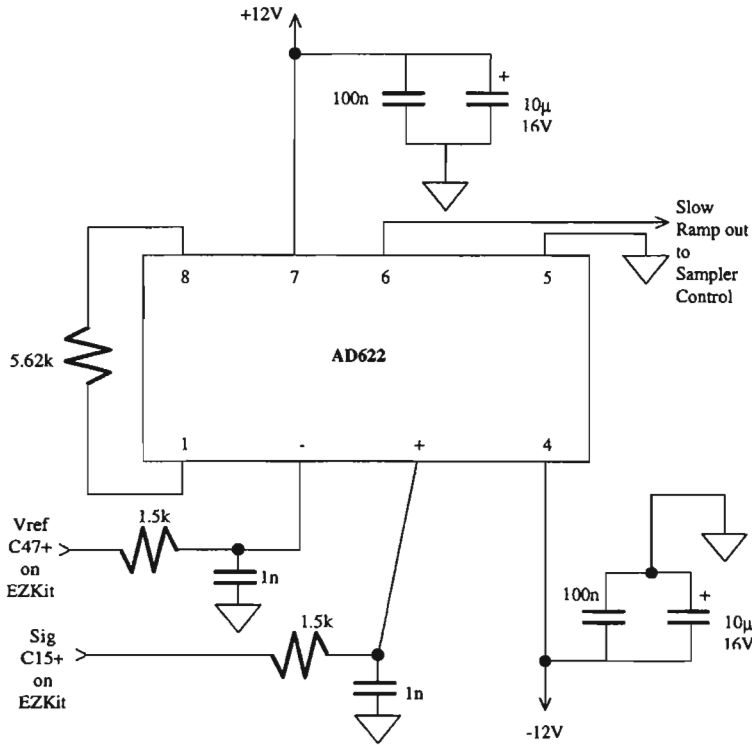 +12V
100n
+
10µ
16V
Slow
Ramp out
to
Sampler
Control
8
7
6
5
5.62k
AD622
1
-
+
4
Vref
C47+
on
EZKit
1.5k
1n
Sig
C15+
on
EZKit
1.5k
1n
100n
+
10µ
16V
-12V